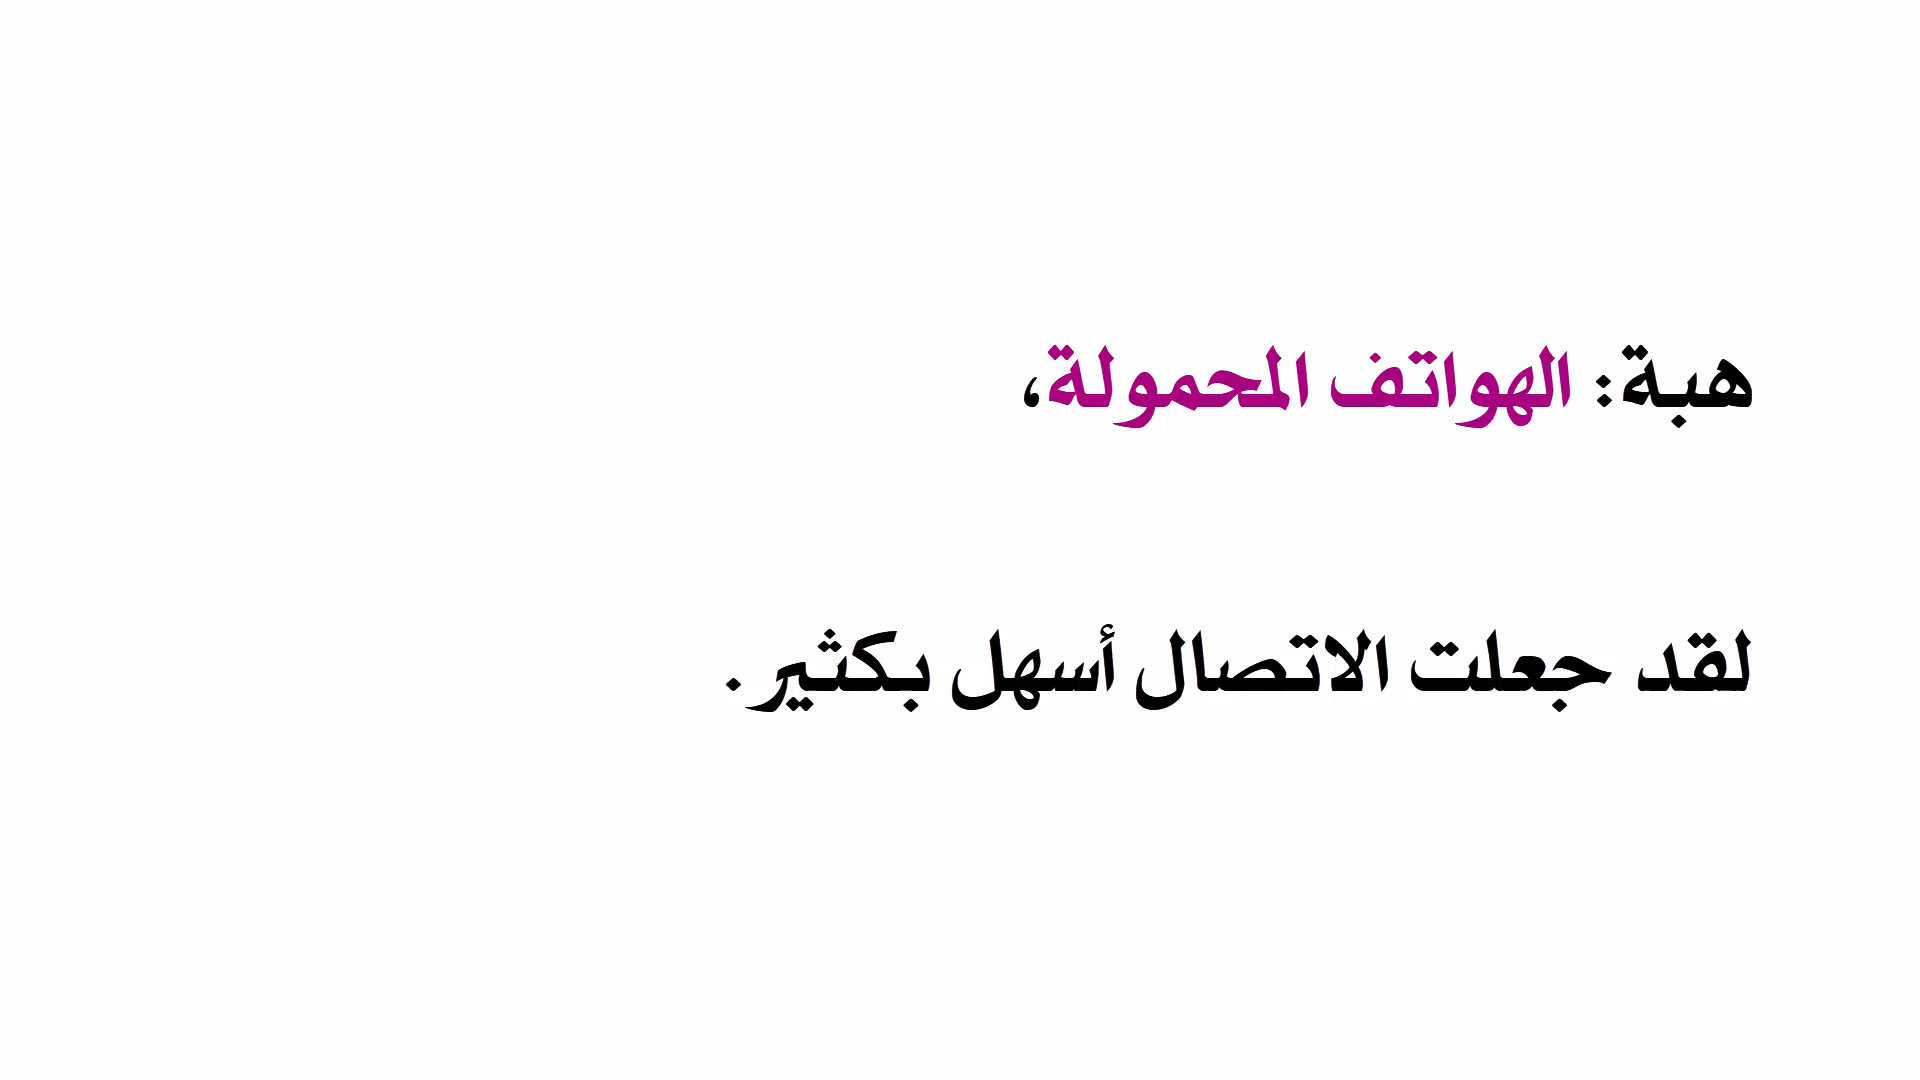 هبة: الهواتف المحمولة،
لقد جعلت الاتصال أسهل بكثير.